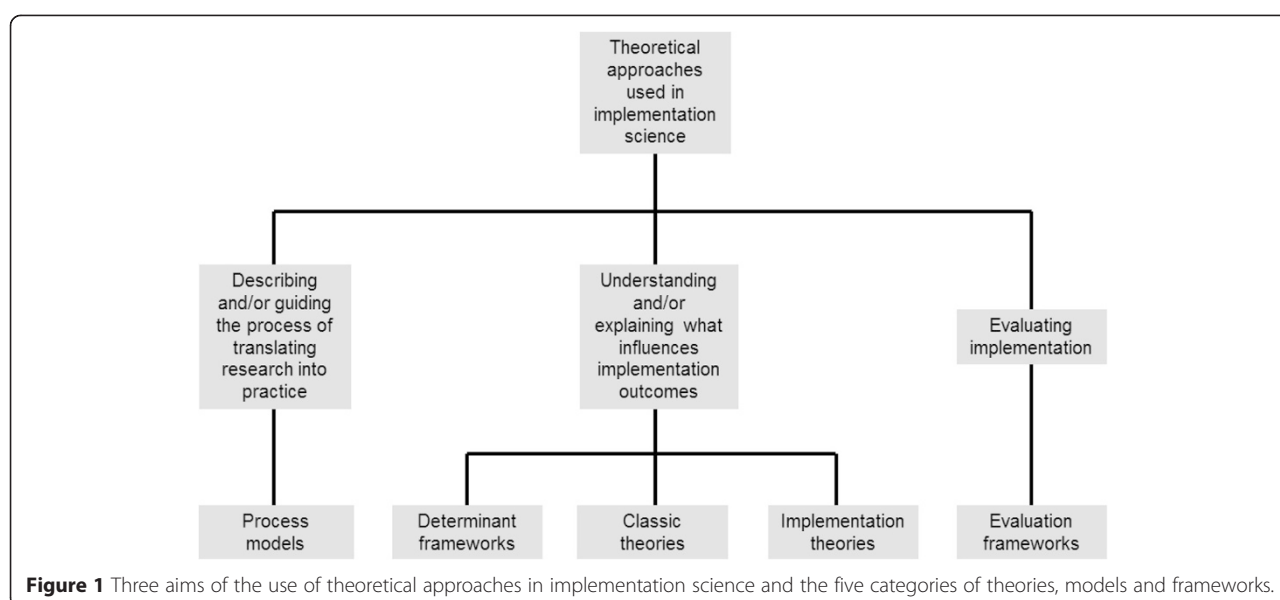 Theoretical
approaches
used in
implementation
science
Describing
and/or guiding
the process of
translating
research into
practice
Understanding
and/or
explaining what
influences
implementation
outcomes
Evaluating
implementation
Process
models
Determinant
frameworks
Classic
theories
Implementation
theories
Evaluation
frameworks
Figure 1 Three aims of the use of theoretical approaches in implementation science and the five categories of theories, models and frameworks.